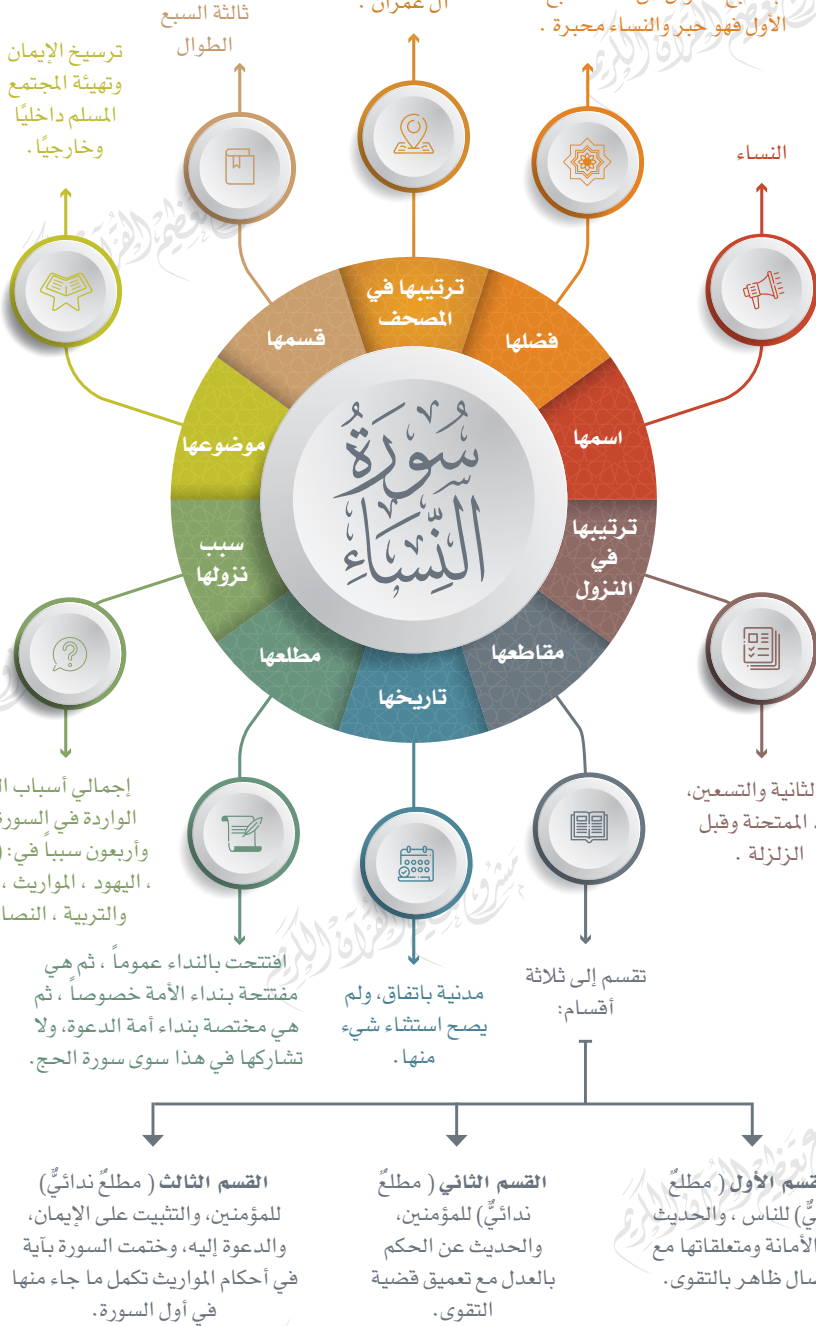 الأول فهو حبر والنساء محبرة .
آل عمران .
ثالثة السبع
الطوال
ترسيخ الإيمان
وتهيئة المجتمع
المسلم داخليًا
وخارجيًا.
النساء
ترتيبها في
المصحف
فضلها
قسمها
اسمها
موضوعها
سُورَةُ
النِّسَاءِ
ترتيبها
في
النزول
سبب
نزولها
مقاطعها
مطلعها
تاريخها
الثانية والتسعين،
الممتحنة وقبل
الزلزلة .
إجمالي أسباب
الواردة في السورة
وأربعون سبباً في: (
، اليهود ، المواريث ،
والتربية ، النصا
تقسم إلى ثلاثة
أقسام:
مدنية باتفاق، ولم
يصح استثناء شيء
منها.
افتتحت بالنداء عموماً ، ثم هي
مفتتحة بنداء الأمة خصوصاً ، ثم
هي مختصة بنداء أمة الدعوة، ولا
تشاركها في هذا سوى سورة الحج.
القسم الأول ( مطلعٌ
للناس ، والحديث
الأمانة ومتعلقاتها مع
ظاهر بالتقوى.
القسم الثاني ( مطلعٌ
ندائيٌّ) للمؤمنين،
والحديث عن الحكم
بالعدل مع تعميق قضية
التقوى.
القسم الثالث ( مطلعٌ ندائيٌّ)
للمؤمنين، والتثبيت على الإيمان،
والدعوة إليه، وختمت السورة بآية
في أحكام المواريث تكمل ما جاء منها
في أول السورة.